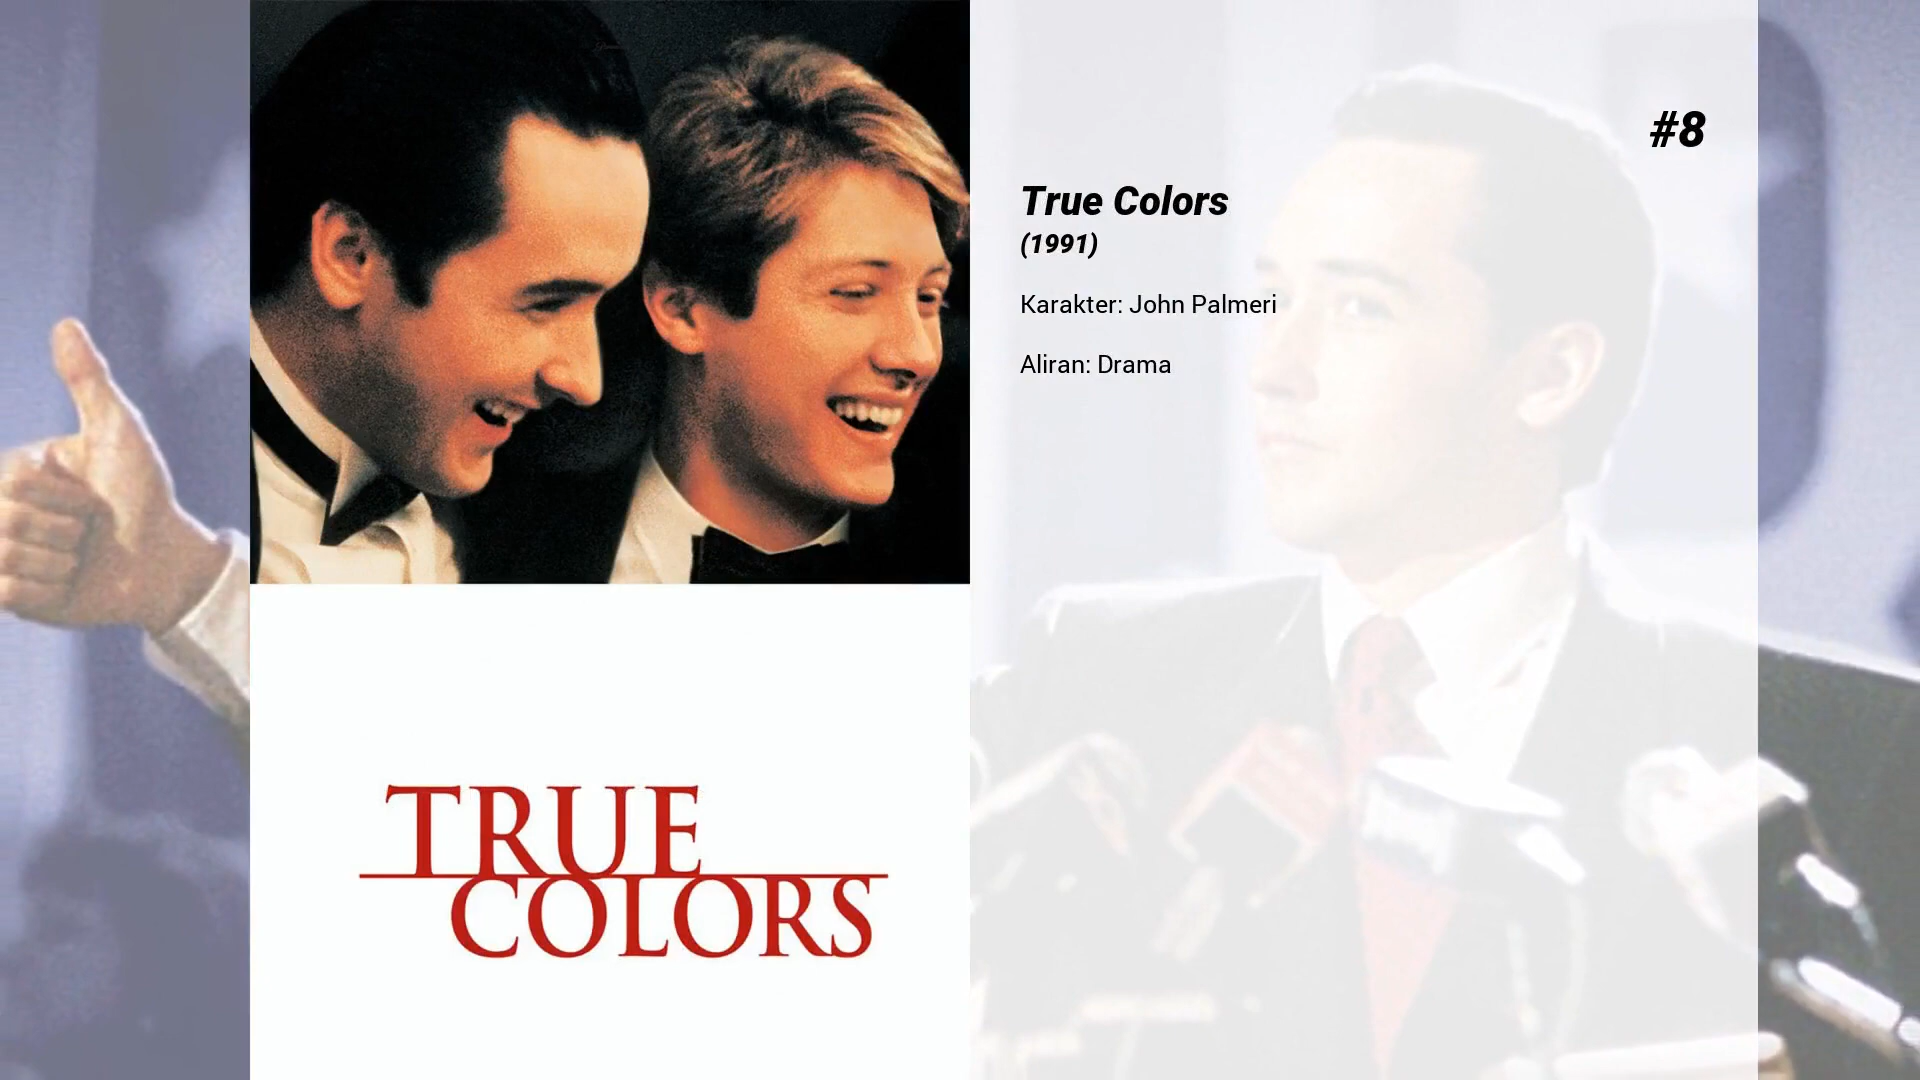 TRUE
COLORS
#8
True Colors
(1991)
Karakter: John Palmeri
Aliran: Drama